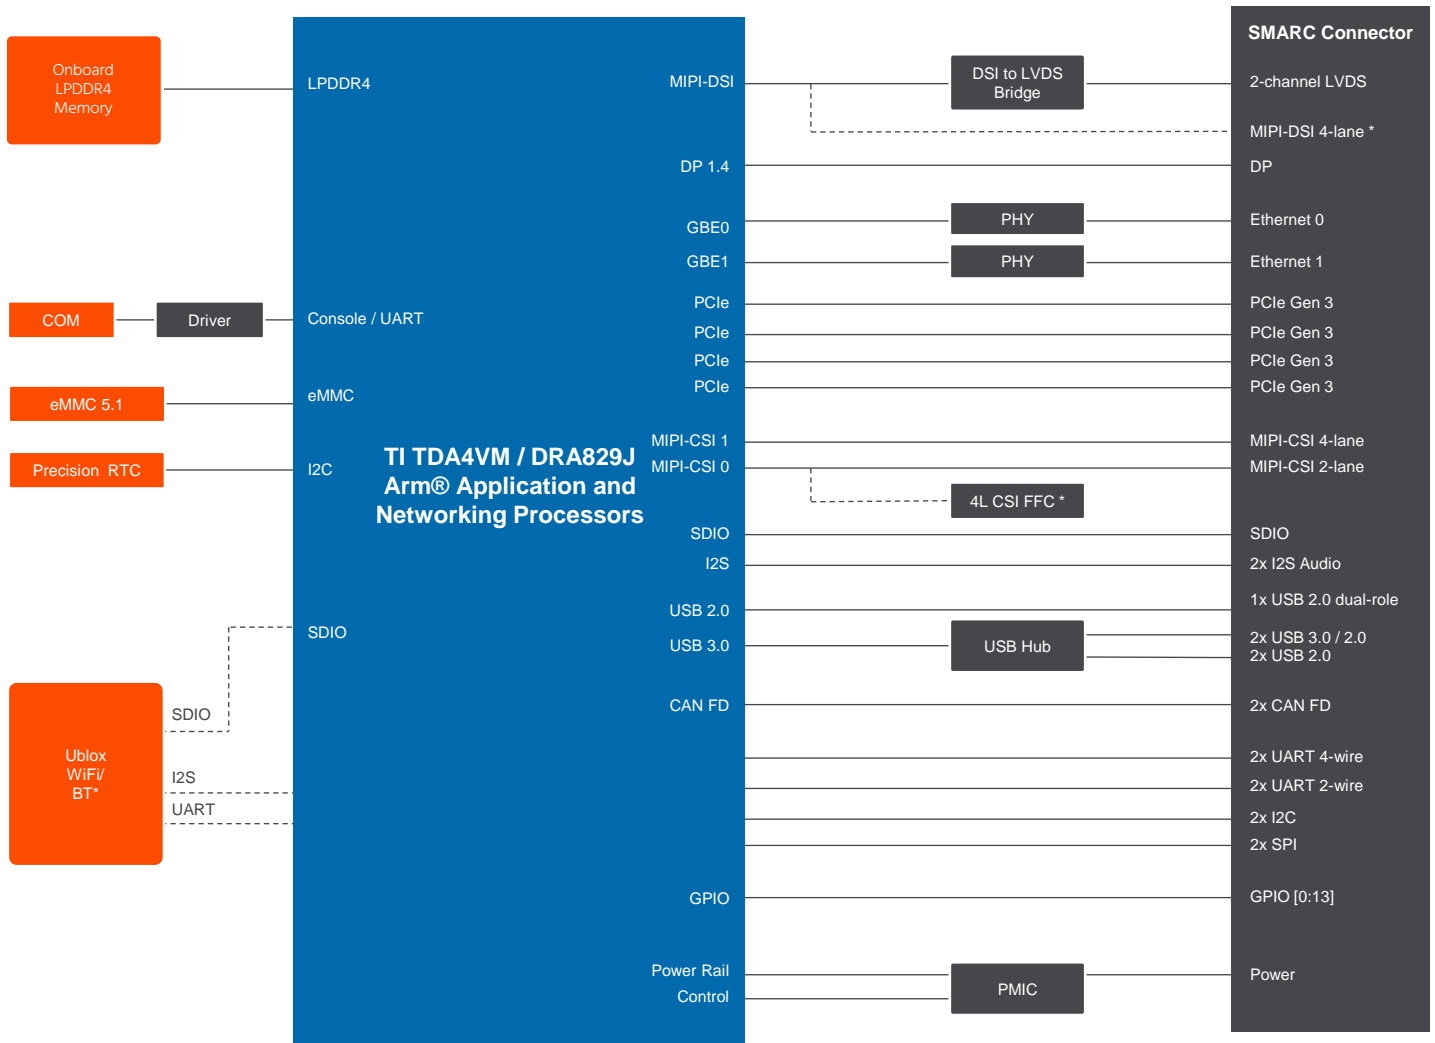 Onboard
LPDDR4
Memory
COM
Driver
eMMC 5.1
Precision RTC
SDIO
Ublox
WiFi/
BT*
I2S
UART
LPDDR4
Console / UART
eMMC
I2C
SDIO
TI TDA4VM / DRA829J
Arm® Application and
Networking Processors
MIPI-DSI
DP 1.4
GBE0
GBE1
PCIe
PCIe
PCIe
PCIe
MIPI-CSI 1
MIPI-CSI 0
SDIO
I2S
USB 2.0
USB 3.0
CAN FD
GPIO
Power Rail
Control
DSI to LVDS
Bridge
PHY
PHY
4L CSI FFC *
USB Hub
PMIC
SMARC Connector
2-channel LVDS
MIPI-DSI 4-lane *
DP
Ethernet 0
Ethernet 1
PCIe Gen 3
PCIe Gen 3
PCIe Gen 3
PCIe Gen 3
MIPI-CSI 4-lane
MIPI-CSI 2-lane
SDIO
2x I2S Audio
1x USB 2.0 dual-role
2x USB 3.0 / 2.0
2x USB 2.0
2x CAN FD
2x UART 4-wire
2x UART 2-wire
2x I2C
2x SPI
GPIO [0:13]
Power